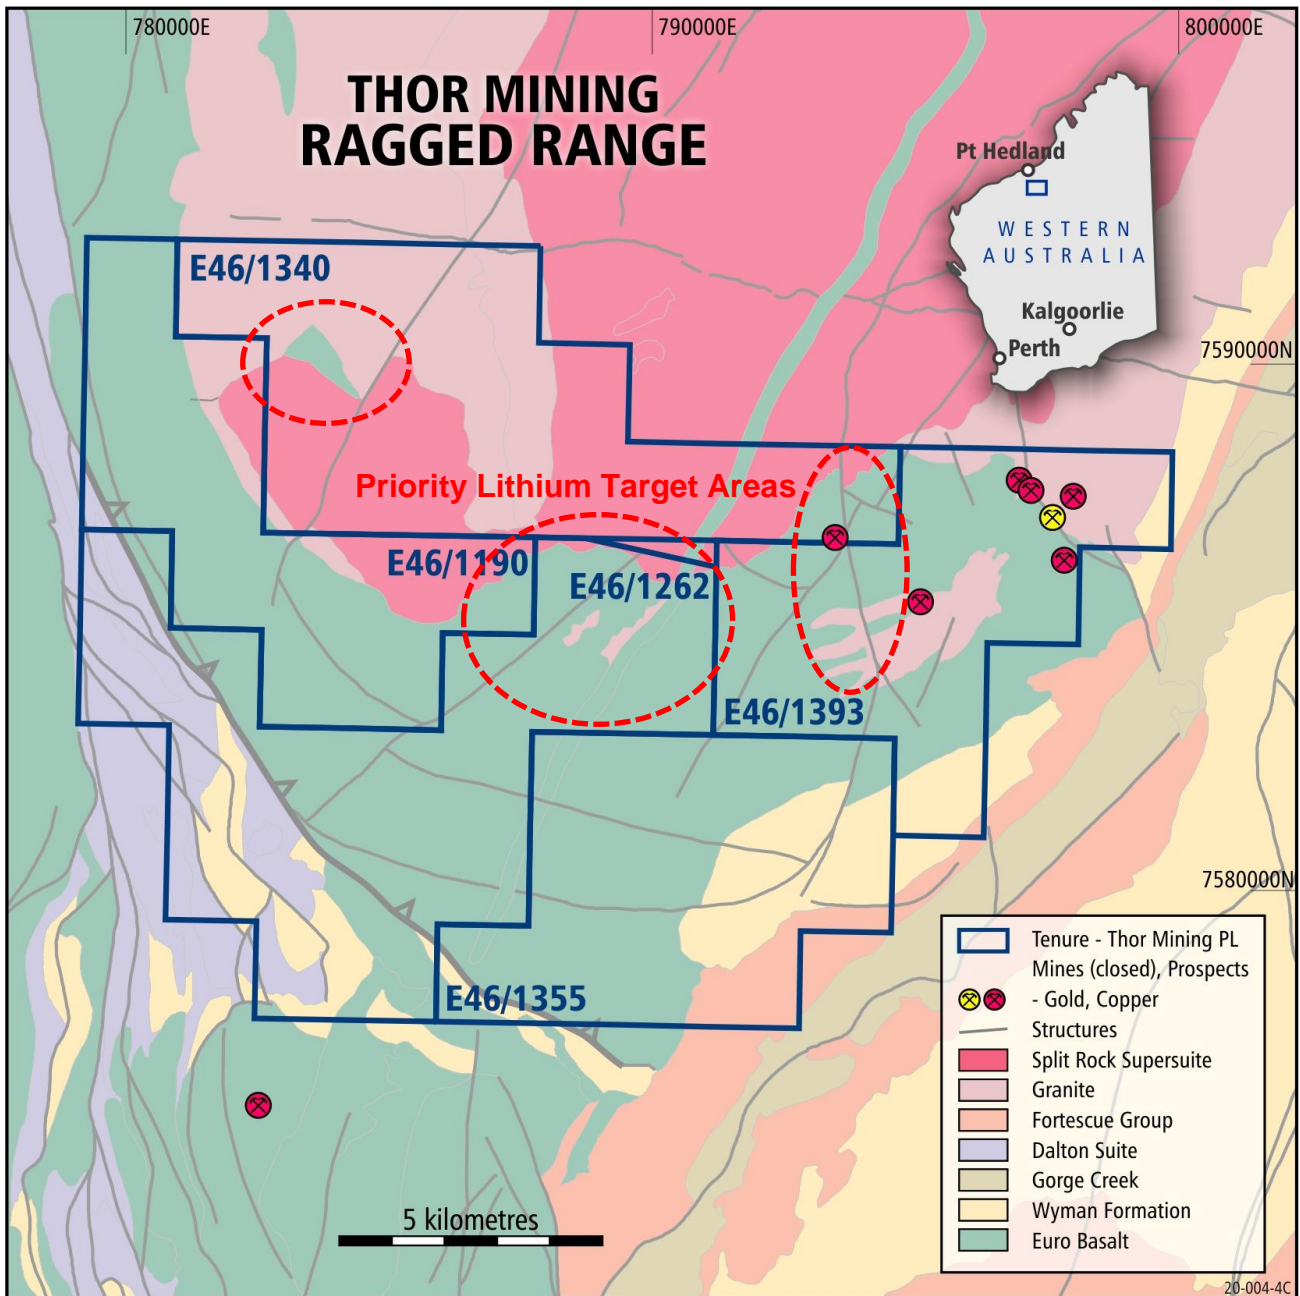 780000E
790000E
800000E
THOR MINING
RAGGED RANGE
Pt Hedland
WESTERN
AUSTRALIA
Kalgoorlie
Perth
E46/1340
7590000N
Priority Lithium Target Areas
E46/1190
E46/1262
E46/1393
7580000N
E46/1355
5 kilometres
Tenure - Thor Mining PL
Mines (closed), Prospects
- Gold, Copper
Structures
Split Rock Supersuite
Granite
Fortescue Group
Dalton Suite
Gorge Creek
Wyman Formation
Euro Basalt
20-004-4C